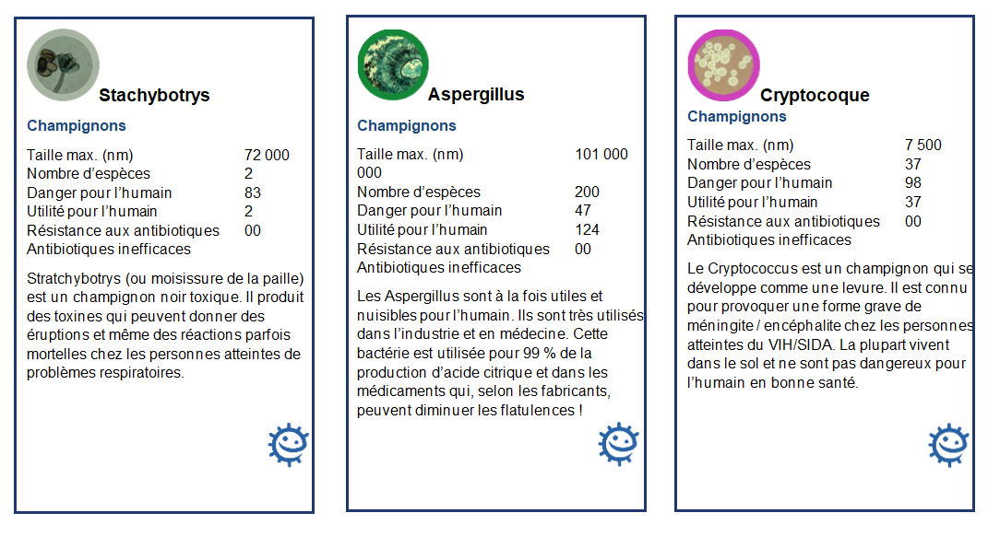 Stachybotrys
Champignons
Taille max. (nm) 72 000
Nombre d’espèces 2
Danger pour l’humain 83
Utilité pour l’humain 2
Résistance aux antibiotiques 00
Antibiotiques inefficaces
Stratchybotrys (ou moisissure de la paille)
est un champignon noir toxique. Il produit
des toxines qui peuvent donner des
éruptions et même des réactions parfois
mortelles chez les personnes atteintes de
problèmes respiratoires.
Aspergillus
Champignons
Taille max. (nm) 101 000
000
Nombre d’espèces 200
Danger pour l’humain 47
Utilité pour l’humain 124
Résistance aux antibiotiques 00
Antibiotiques inefficaces
Les Aspergillus sont à la fois utiles et
nuisibles pour l’humain. Ils sont très utilisés
dans l’industrie et en médecine. Cette
bactérie est utilisée pour 99 % de la
production d’acide citrique et dans les
médicaments qui, selon les fabricants,
peuvent diminuer les flatulences !
Cryptocoque
Champignons
Taille max. (nm) 7 500
Nombre d’espèces 37
Danger pour l’humain 98
Utilité pour l’humain 37
Résistance aux antibiotiques 00
Antibiotiques inefficaces
Le Cryptococcus est un champignon qui se
développe comme une levure. Il est connu
pour provoquer une forme grave de
méningite / encéphalite chez les personnes
atteintes du VIH/SIDA. La plupart vivent
dans le sol et ne sont pas dangereux pour
l’humain en bonne santé.